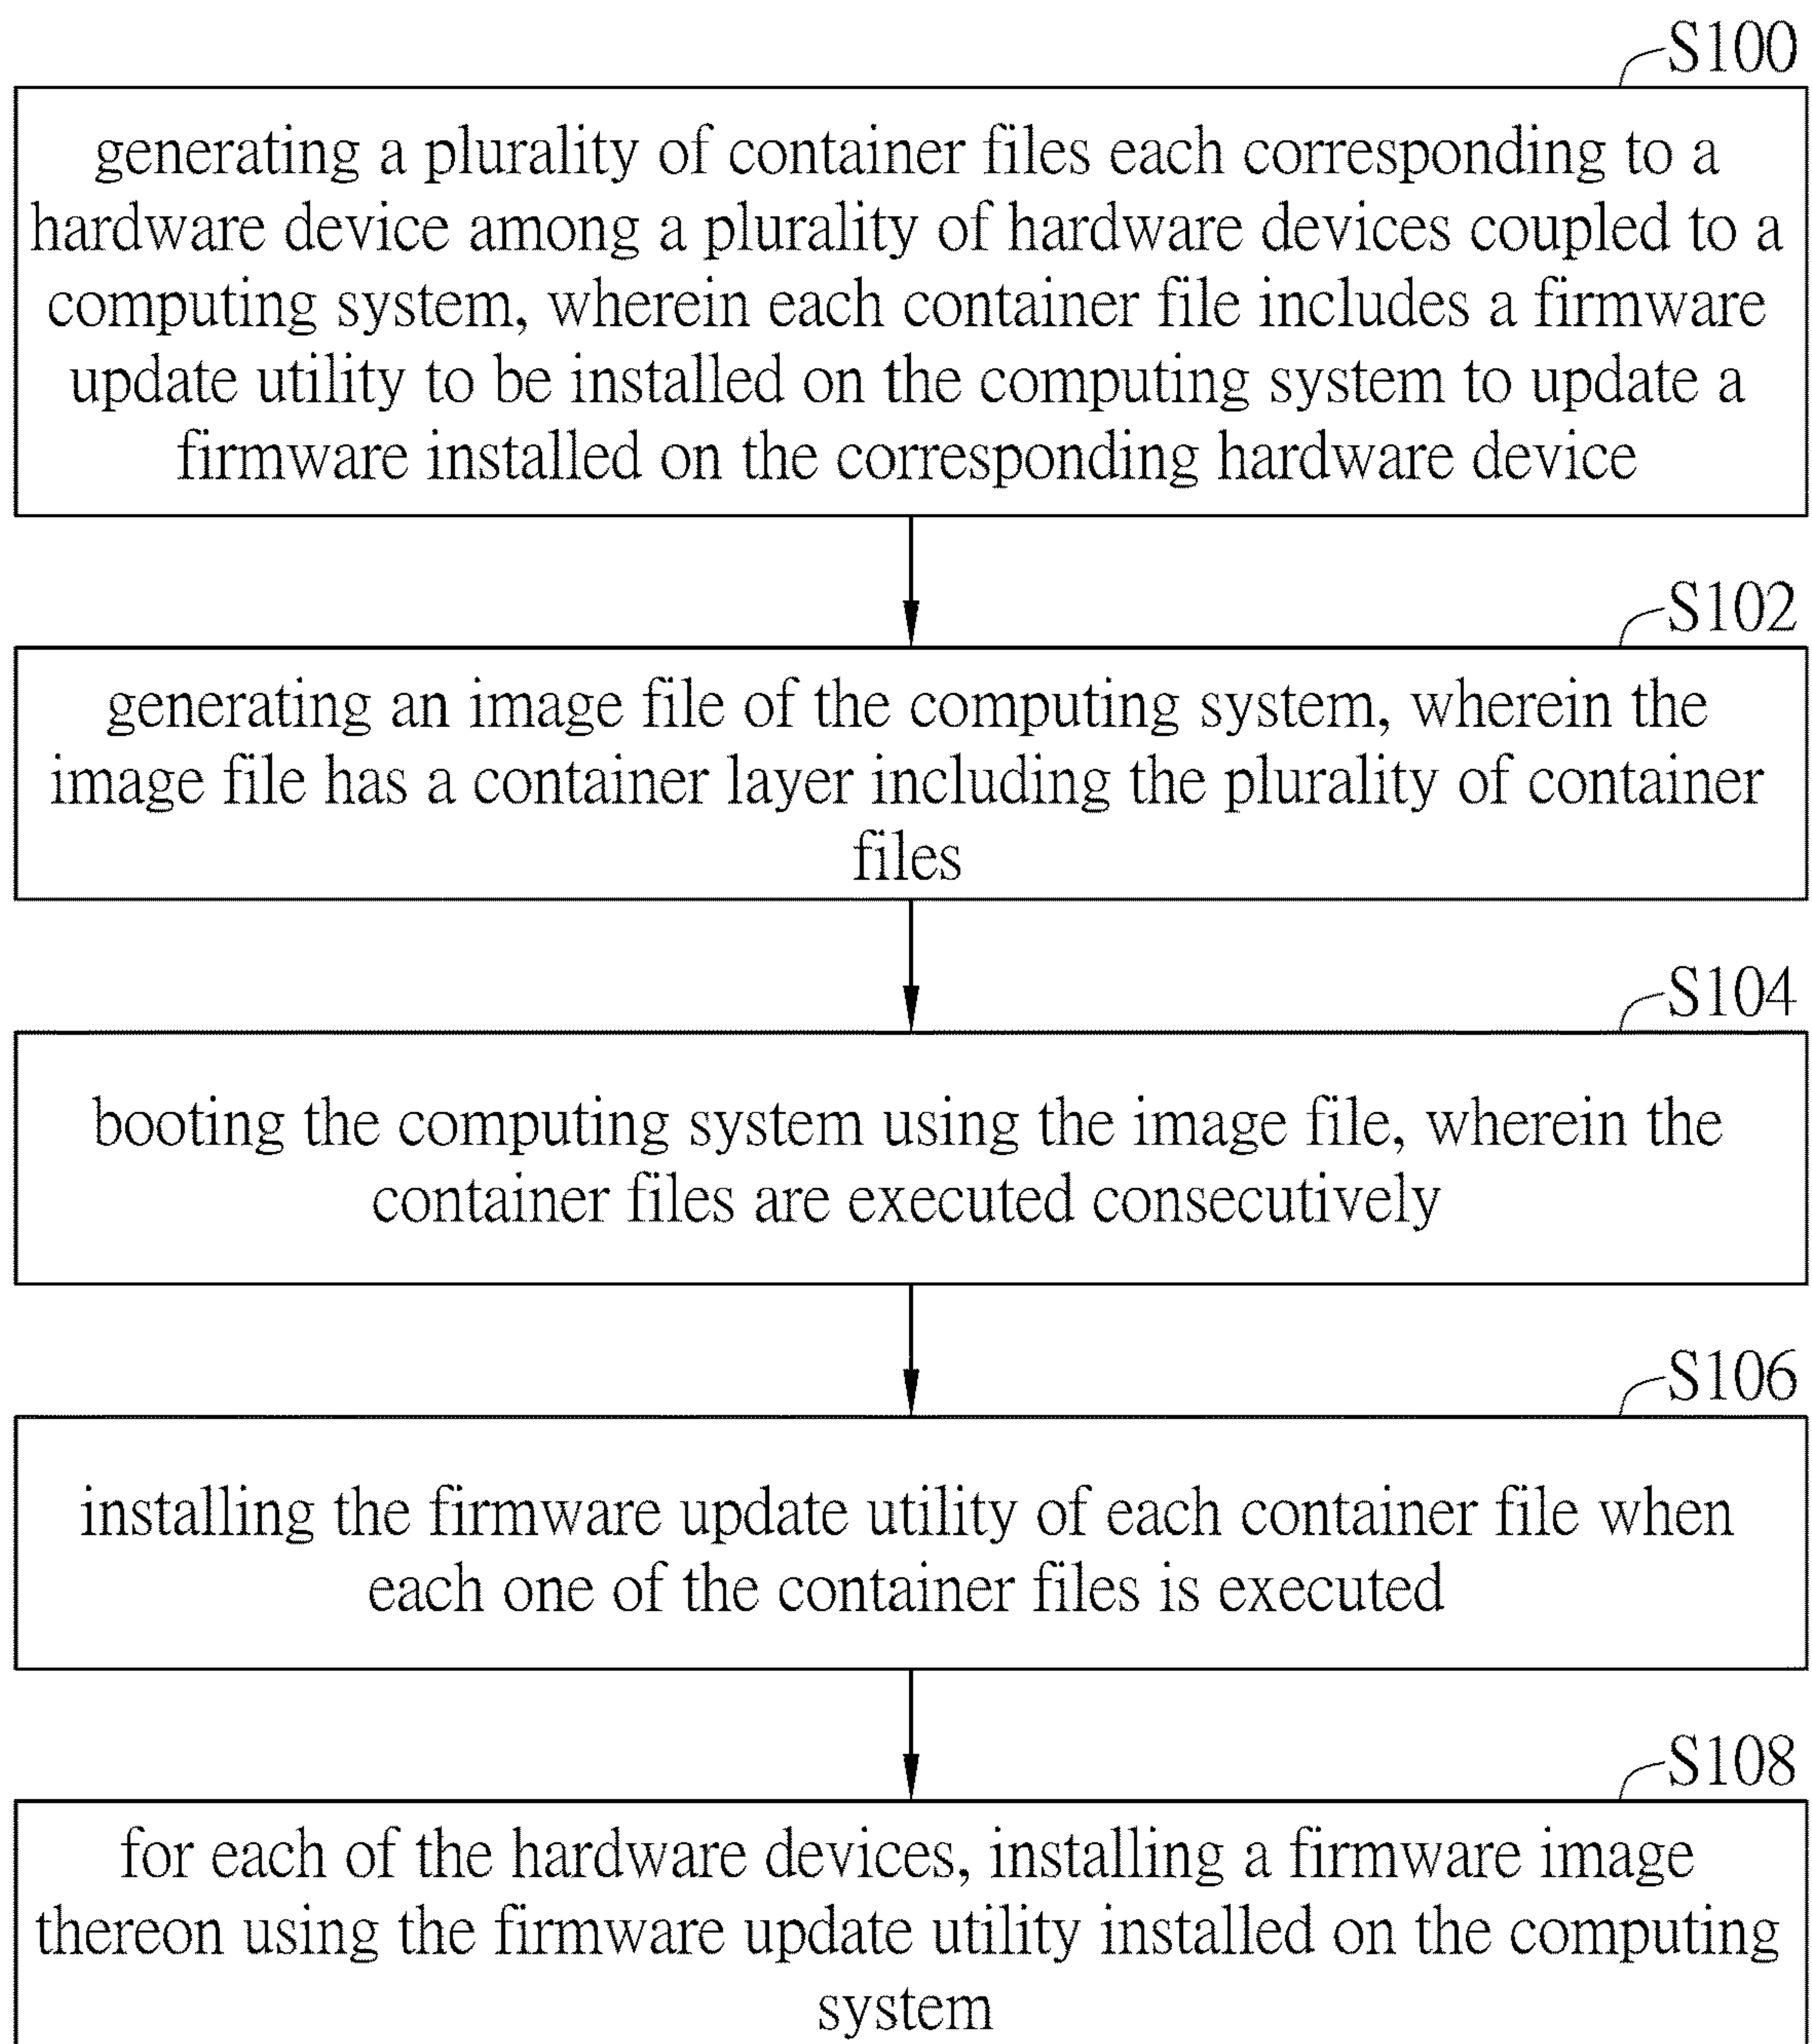 S100
generating a plurality of container files each corresponding to a
hardware device among a plurality of hardware devices coupled to a
computing system, wherein each container file includes a firmware
update utility to be installed on the computing system to update a
firmware installed on the corresponding hardware device
S102
generating an image file of the computing system, wherein the
image file has a container layer including the plurality of container
files
S104
booting the computing system using the image file, wherein the
container files are executed consecutively
S106
installing the firmware update utility of each container file when
each one of the container files is executed
S108
for each of the hardware devices, installing a firmware image
thereon using the firmware update utility installed on the computing
system